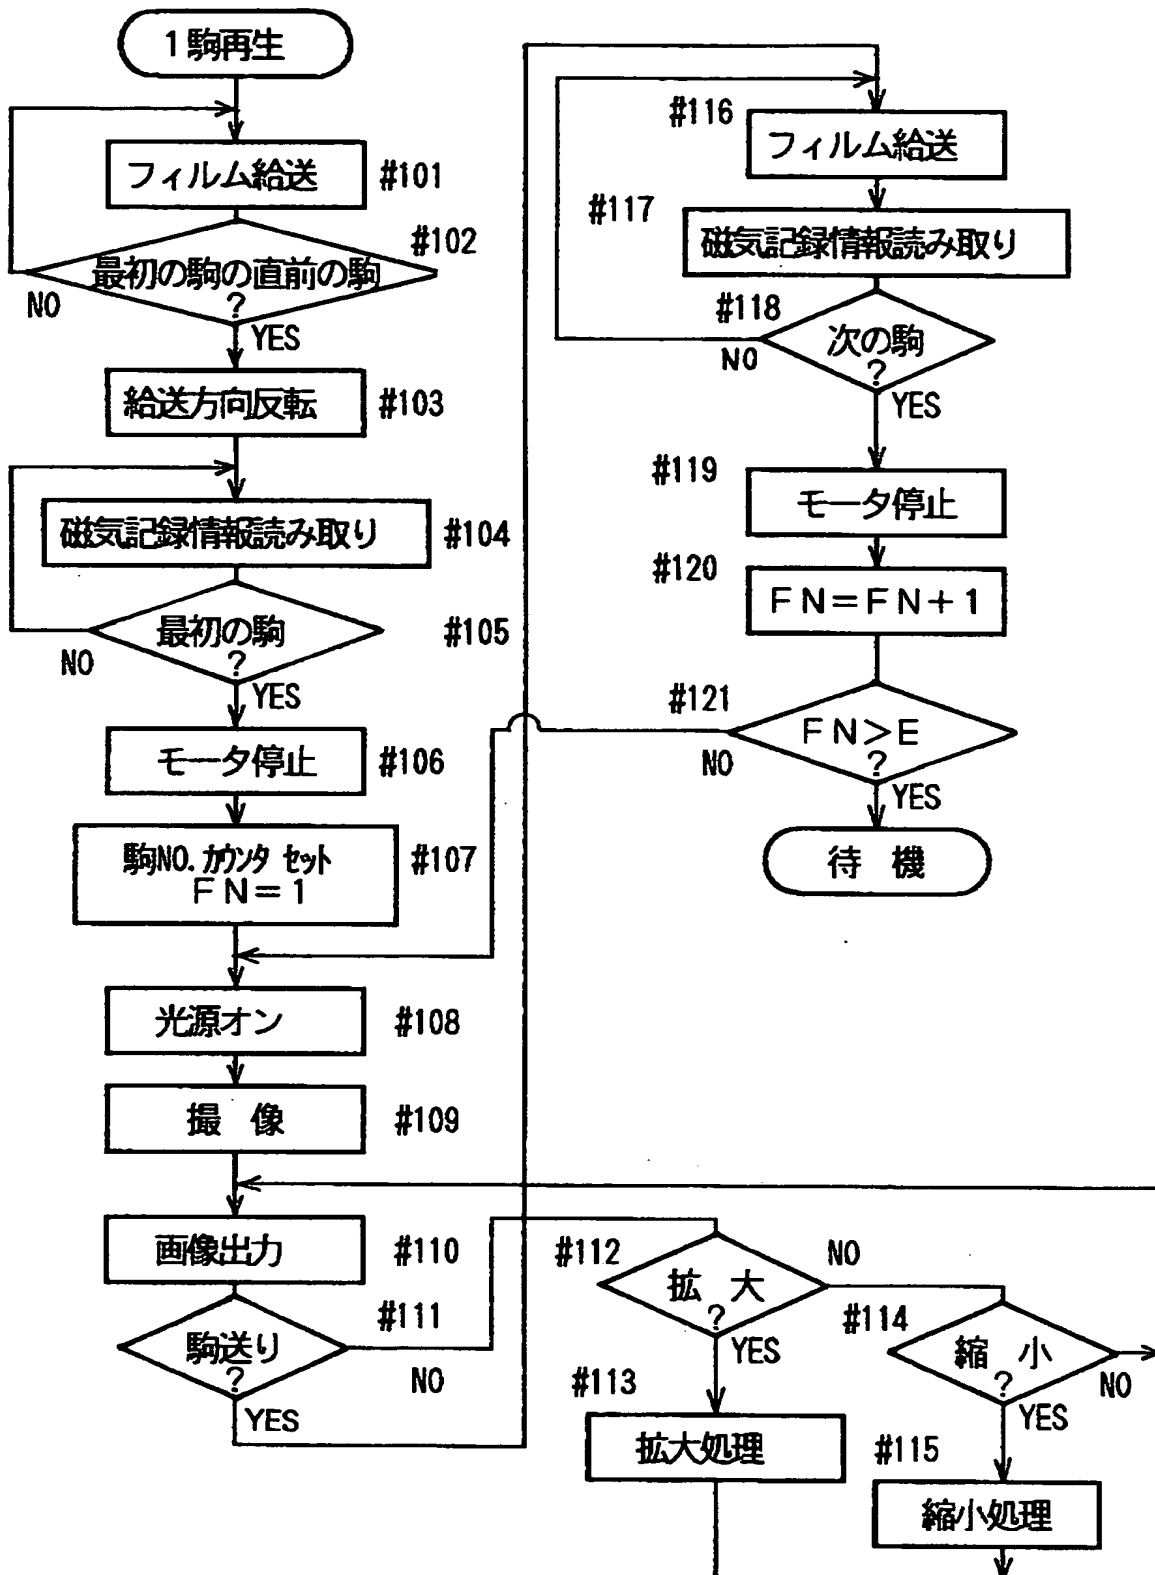 1駒再生
フィルム給送
#101
#102
最初の駒の直前の駒
?
NO
YES
給送方向反転
#103
磁気記録情報読み取り
#104
最初の駒
?
#105
NO
YES
モータ停止
#106
駒NO.カウンタ セット
FN=1
#107
光源オン
#108
撮 像
#109
画像出力
#110
#111
駒送り
?
NO
YES
#112
拡 大
?
NO
YES
#113
拡大処理
#114
縮 小
?
NO
YES
#115
縮小処理
#116
フィルム給送
#117
磁気記録情報読み取り
#118
次の駒
?
NO
YES
#119
モータ停止
#120
FN=FN+1
#121
FN>E
?
NO
YES
待 機